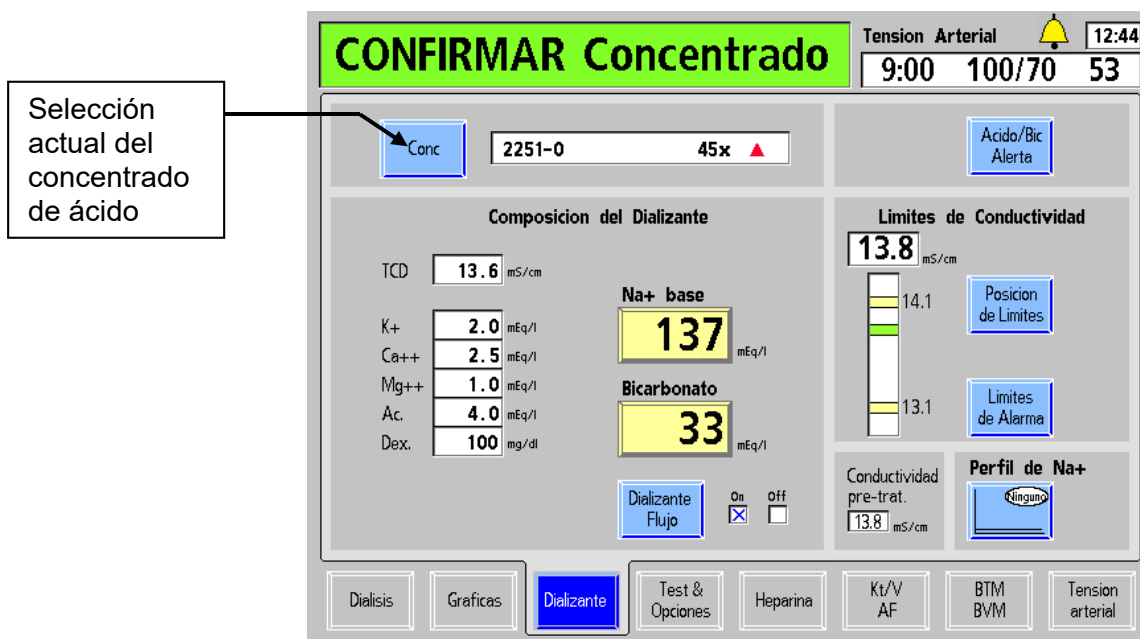 Selección
actual del
concentrado
de ácido
CONFIRMAR Concentrado
Tension Arterial
12:44
9:00 100/70 53
Conc
2251-0 45x
Acido/Bic
Alerta
Composicion del Dializante
TCD 13.6 mS/cm
K+ 2.0 mEq/l
Ca++ 2.5 mEq/l
Mg++ 1.0 mEq/l
Ac. 4.0 mEq/l
Dex. 100 mg/dl
Na+ base
137 mEq/l
Bicarbonato
33 mEq/l
Dializante
Flujo
On Off
Limites de Conductividad
13.8 mS/cm
14.1
13.1
Posicion
de Limites
Limites
de Alarma
Conductividad
pre-trat.
13.8 mS/cm
Perfil de Na+
Ninguno
Dialisis
Graficas
Dializante
Test &
Opciones
Heparina
Kt/V
AF
BTM
BVM
Tension
arterial